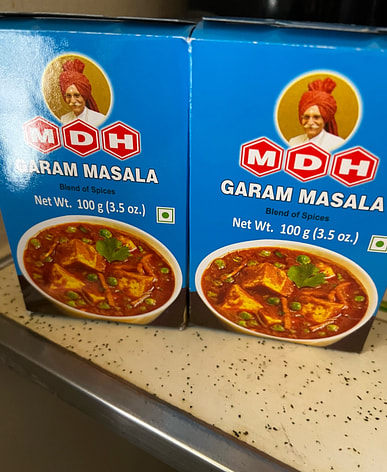 MDH
GARAM MASALA
Blend of Spices
Net Wt. 100 g (3.5 oz.)
MDH
GARAM MASALA
Blend of Spices
Net Wt. 100 g (3.5 oz.)